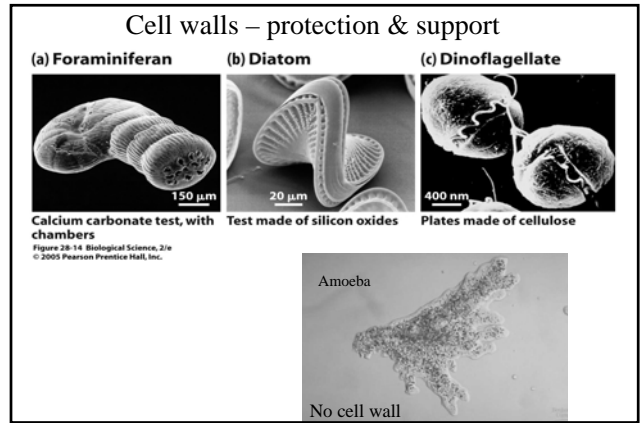 Cell walls – protection & support
(a) Foraminiferan
(b) Diatom
(c) Dinoflagellate
150 µm
20 µm
400 nm
Calcium carbonate test, with
chambers
Test made of silicon oxides
Plates made of cellulose
Figure 28-14 Biological Science, 2/e
© 2005 Pearson Prentice Hall, Inc.
Amoeba
No cell wall